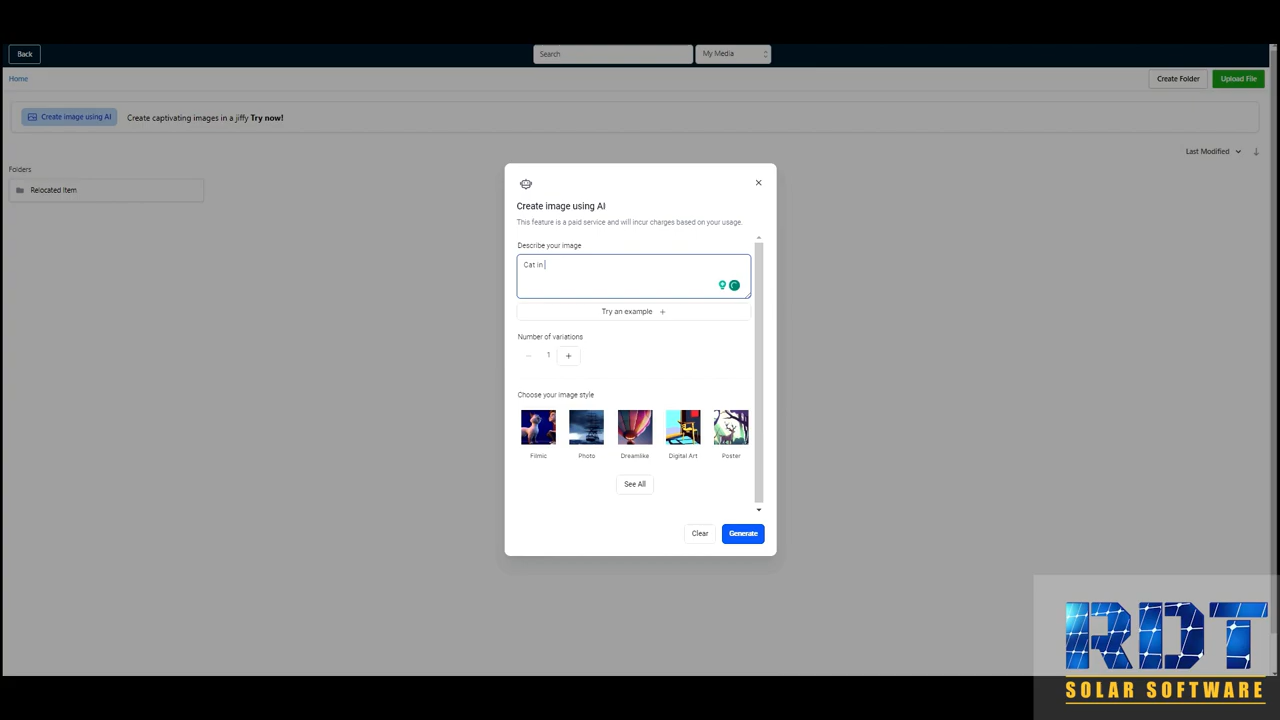 Back
Search
My Media
Home
Create Folder
Upload File
Create image using AI
Create captivating images in a jiffy Try now!
Last Modified
Folders
Relocated Item
Create image using AI
This feature is a paid service and will incur charges based on your usage.
Describe your image
Cat in
Try an example +
Number of variations
− 1 +
Choose your image style
Filmic
Photo
Dreamlike
Digital Art
Poster
See All
Clear
Generate
RDT
SOLAR SOFTWARE